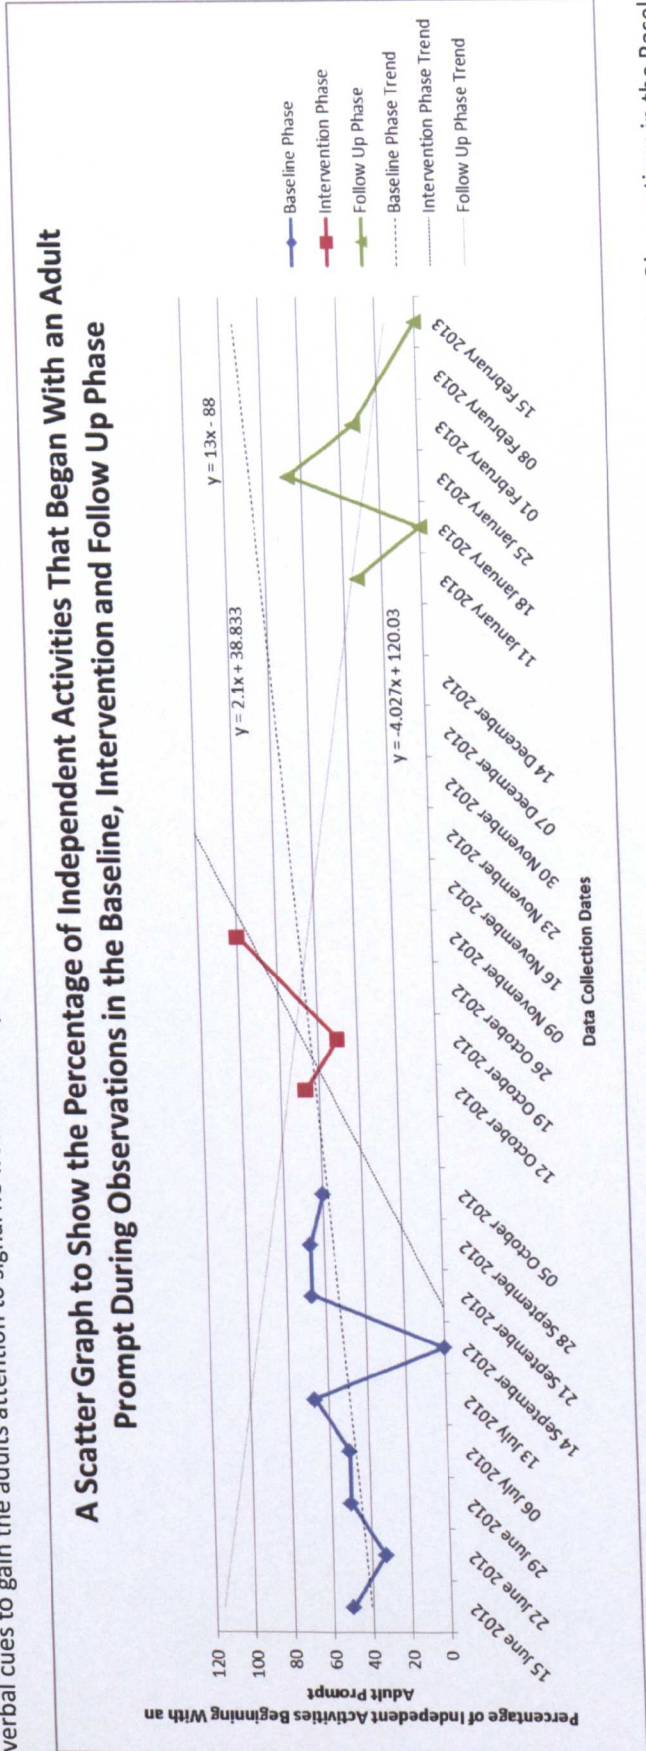 verbal cues to gain the adults attention to signal
A Scatter Graph to Show the Percentage of Independent Activities That Began With an Adult
Prompt During Observations in the Baseline, Intervention and Follow Up Phase
Percentage of Indepedent Activities Beginning With an
Adult Prompt
120
100
80
60
40
20
0
y = 2.1x + 38.833
y = 13x - 88
y = -4.027x + 120.03
15 June 2012
22 June 2012
29 June 2012
06 July 2012
13 July 2012
14 September 2012
21 September 2012
28 September 2012
05 October 2012
12 October 2012
19 October 2012
26 October 2012
09 November 2012
16 November 2012
23 November 2012
30 November 2012
07 December 2012
14 December 2012
11 January 2013
18 January 2013
25 January 2013
01 February 2013
08 February 2013
15 February 2013
Data Collection Dates
Baseline Phase
Intervention Phase
Follow Up Phase
Baseline Phase Trend
Intervention Phase Trend
Follow Up Phase Trend
in the